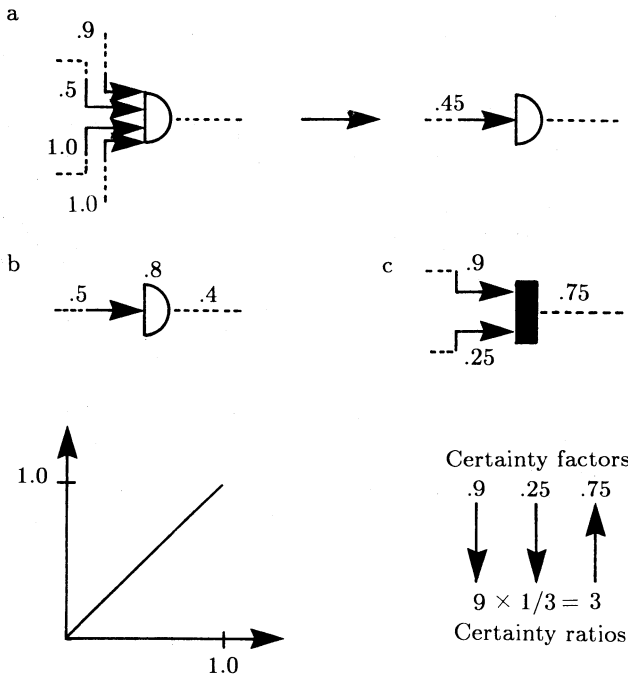 a
.9
.5
1.0
1.0
.45
b
.8
.5
.4
c
.9
.75
.25
1.0
1.0
Certainty factors
.9 .25 .75
9 × 1/3 = 3
Certainty ratios